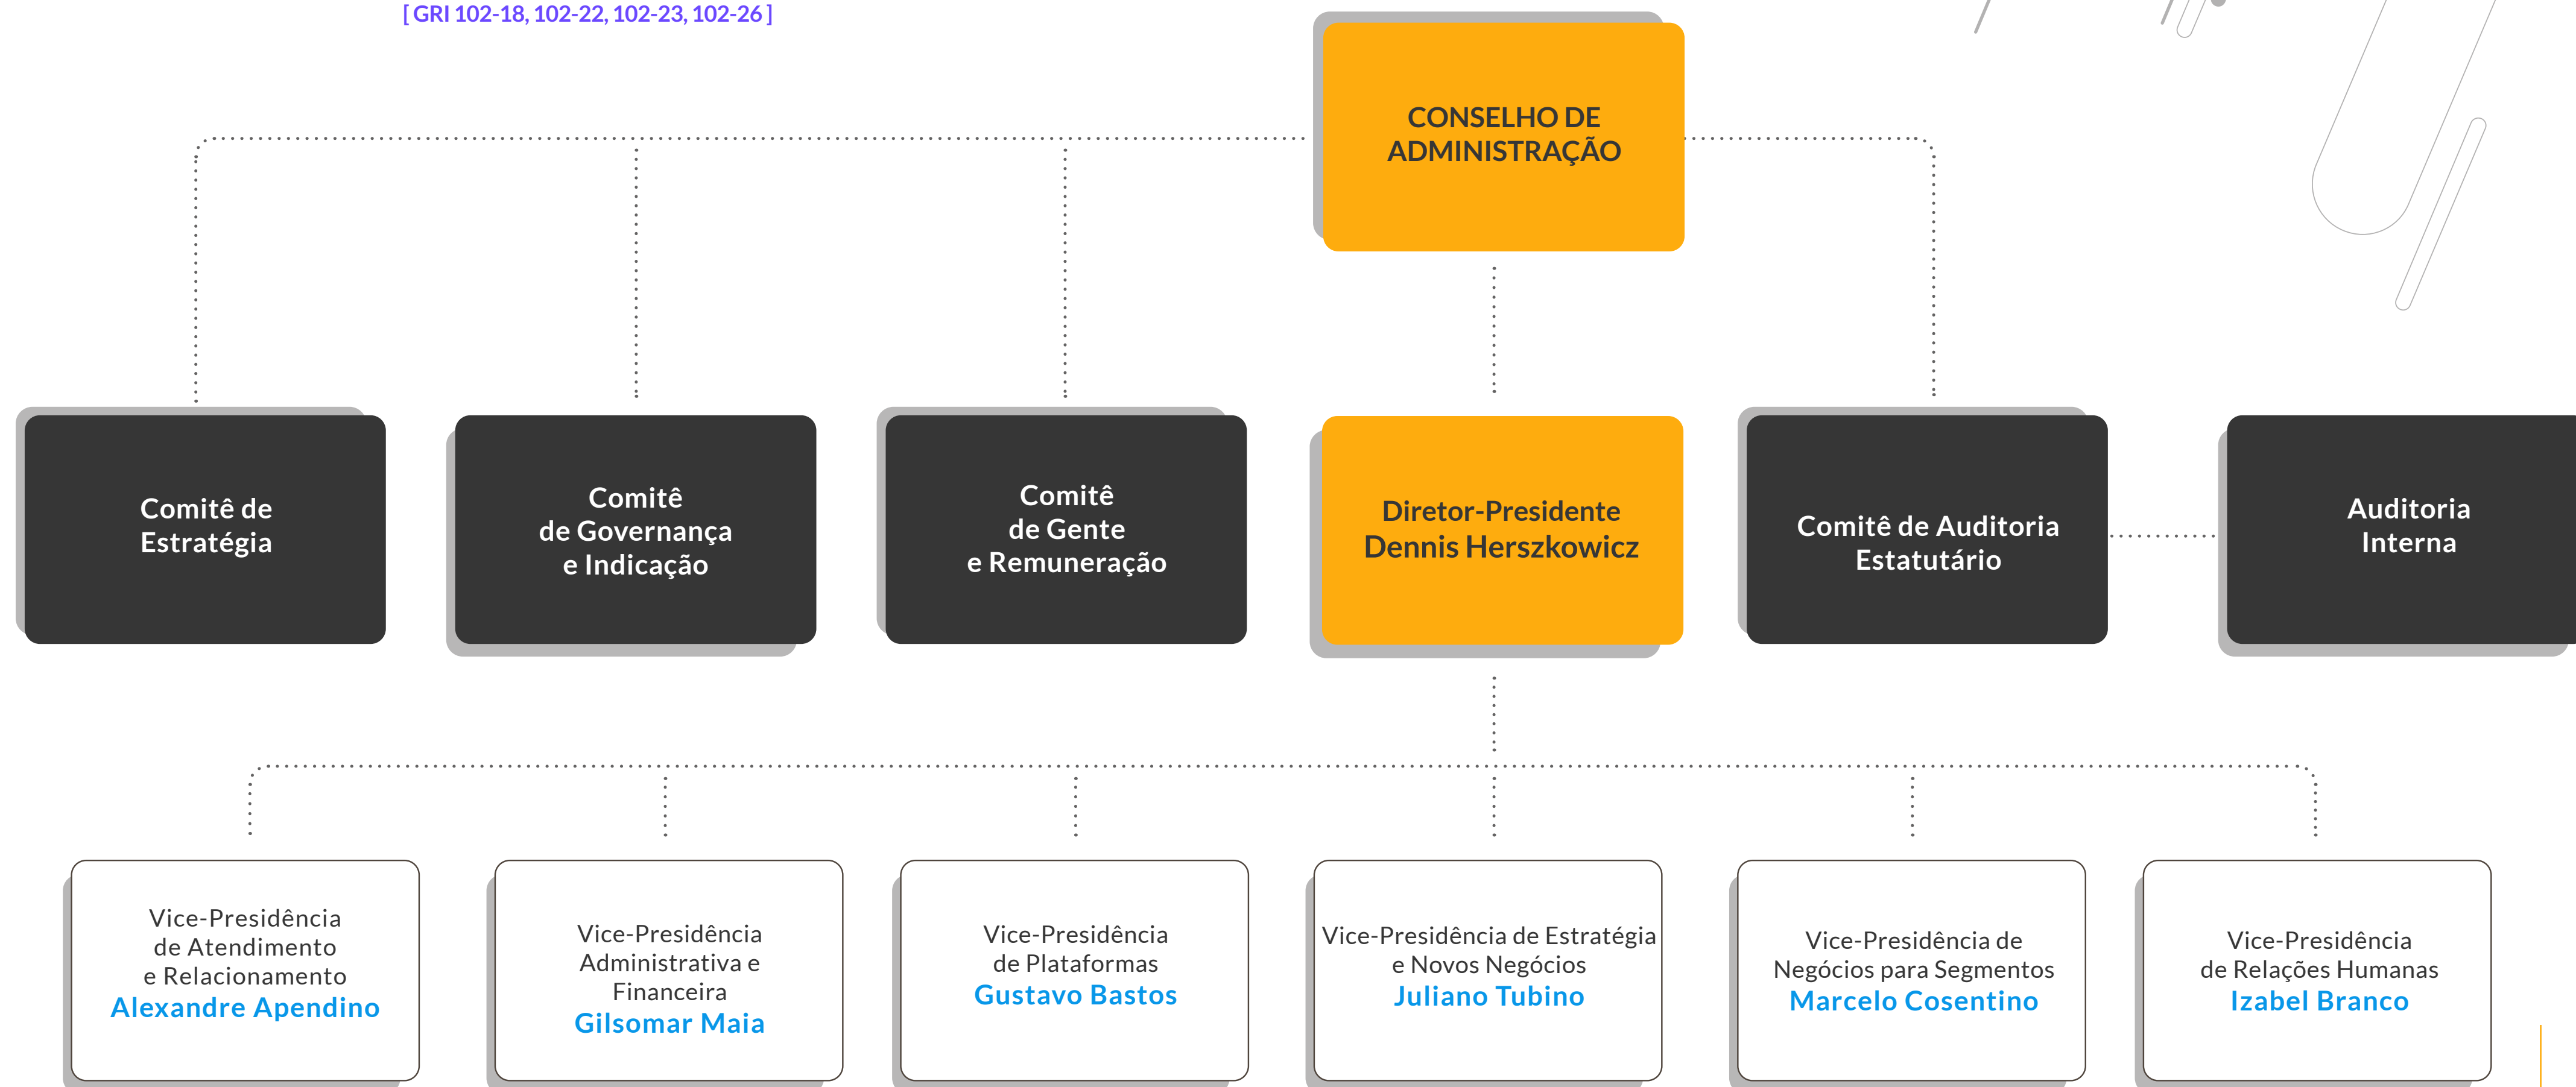 [ GRI 102-18, 102-22, 102-23, 102-26 ]
CONSELHO DE
ADMINISTRAÇÃO
Comitê de
Estratégia
Comitê
de Governança
e Indicação
Comitê
de Gente
e Remuneração
Diretor-Presidente
Dennis Herszkowicz
Comitê de Auditoria
Estatutário
Auditoria
Interna
Vice-Presidência
de Atendimento
e Relacionamento
Alexandre Apendino
Vice-Presidência
Administrativa e
Financeira
Gilsomar Maia
Vice-Presidência
de Plataformas
Gustavo Bastos
Vice-Presidência de Estratégia
e Novos Negócios
Juliano Tubino
Vice-Presidência de
Negócios para Segmentos
Marcelo Cosentino
Vice-Presidência
de Relações Humanas
Izabel Branco